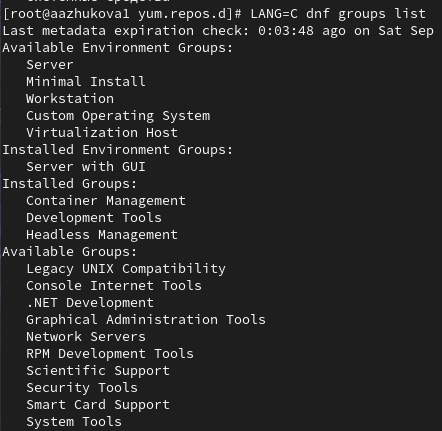 [root@aazhukova1 yum.repos.d]# LANG=C dnf groups list
Last metadata expiration check: 0:03:48 ago on Sat Sep
Available Environment Groups:
   Server
   Minimal Install
   Workstation
   Custom Operating System
   Virtualization Host
Installed Environment Groups:
   Server with GUI
Installed Groups:
   Container Management
   Development Tools
   Headless Management
Available Groups:
   Legacy UNIX Compatibility
   Console Internet Tools
   .NET Development
   Graphical Administration Tools
   Network Servers
   RPM Development Tools
   Scientific Support
   Security Tools
   Smart Card Support
   System Tools